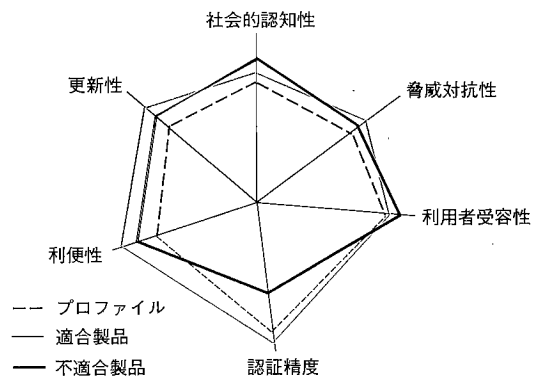 社会的認知性
脅威対抗性
利用者受容性
認証精度
利便性
更新性
プロファイル
適合製品
不適合製品